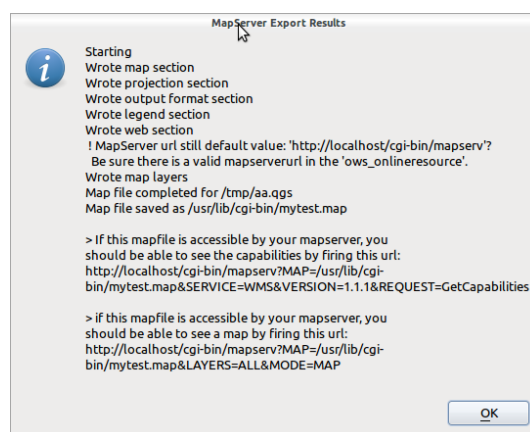 MapServer Export Results
Starting
Wrote map section
Wrote projection section
Wrote output format section
Wrote legend section
Wrote web section
! MapServer url still default value: 'http://localhost/cgi-bin/mapserv'?
Be sure there is a valid mapserverurl in the 'ows_onlineresource'.
Wrote map layers
Map file completed for /tmp/aa.qgs
Map file saved as /usr/lib/cgi-bin/mytest.map
> If this mapfile is accessible by your mapserver, you
should be able to see the capabilities by firing this url:
http://localhost/cgi-bin/mapserv?MAP=/usr/lib/cgi-
bin/mytest.map&SERVICE=WMS&VERSION=1.1.1&REQUEST=GetCapabilities
> if this mapfile is accessible by your mapserver, you
should be able to see a map by firing this url:
http://localhost/cgi-bin/mapserv?MAP=/usr/lib/cgi-
bin/mytest.map&LAYERS=ALL&MODE=MAP
OK